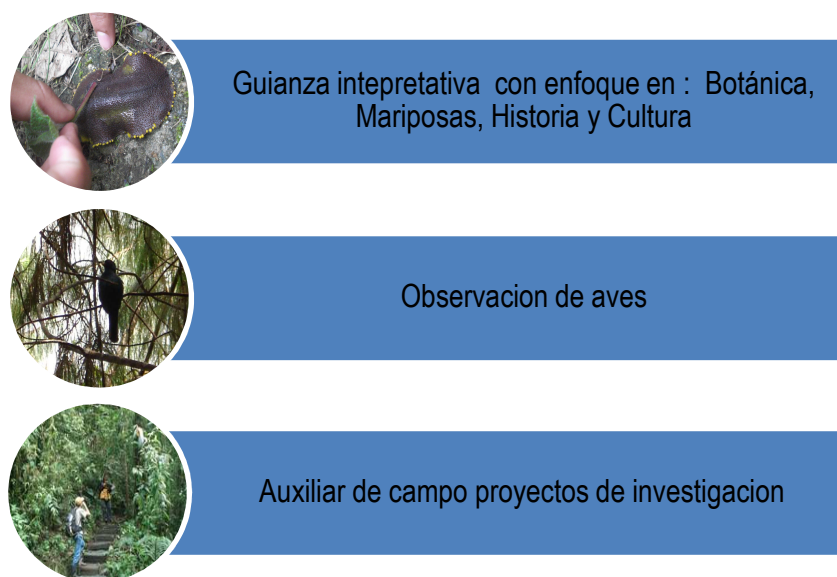 Guianza intepretativa con enfoque en : Botánica,
Mariposas, Historia y Cultura
Observacion de aves
Auxiliar de campo proyectos de investigacion